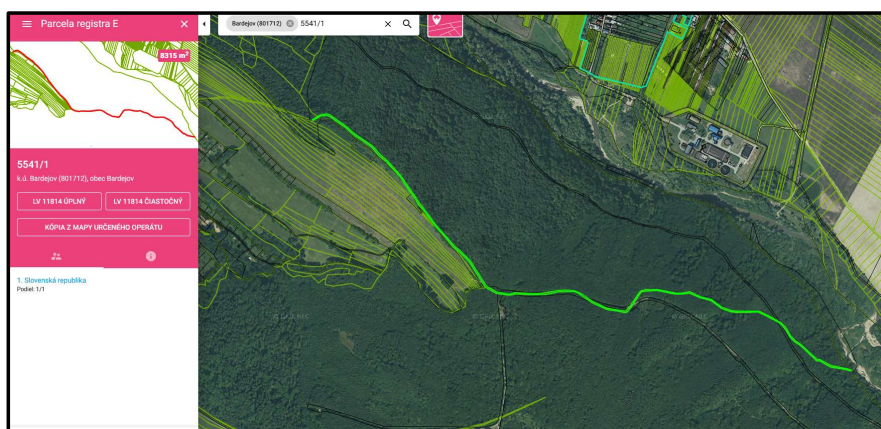 Parcela registra E
8315 m²
5541/1
k.ú. Bardejov (801712), obec Bardejov
LV 11814 ÚPLNÝ
LV 11814 ČIASTOČNÝ
KÓPIA Z MAPY URČENÉHO OPERÁTU
1. Slovenská republika
Podiel: 1/1
Bardejov (801712) 5541/1